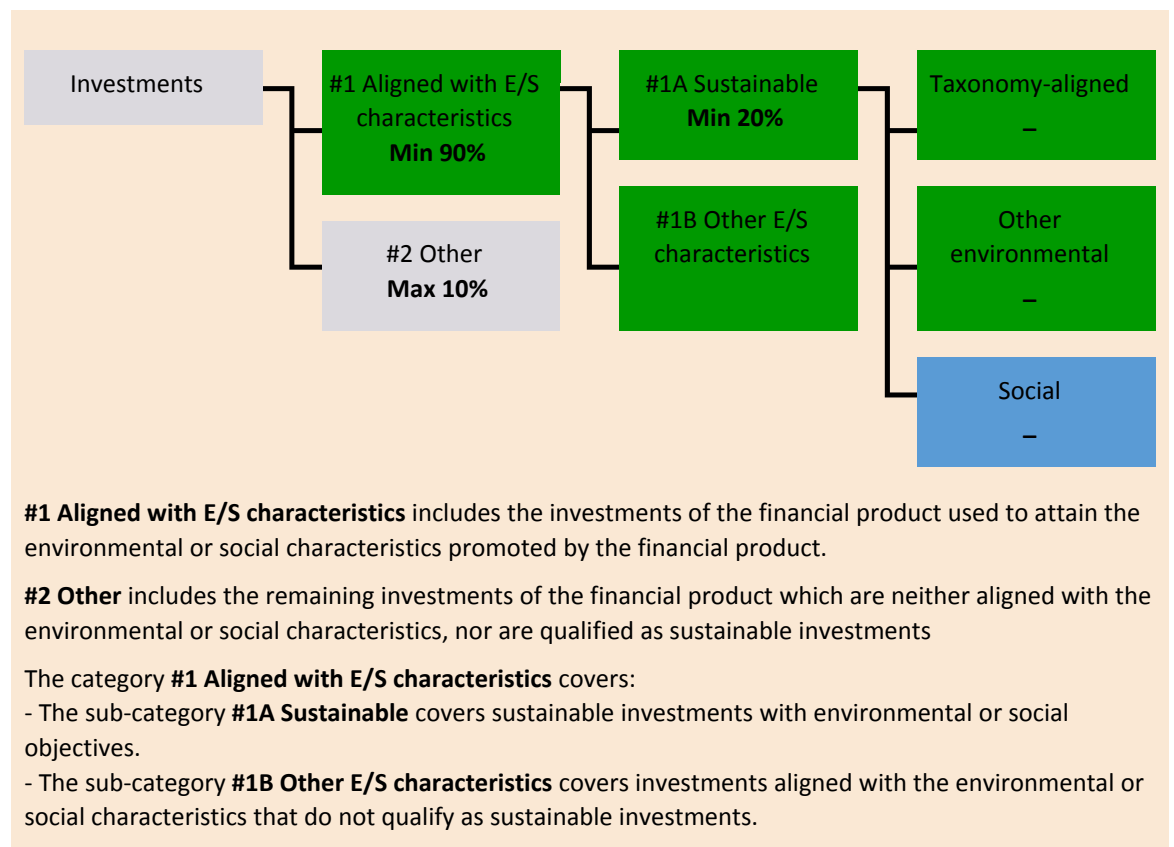 Investments
#1 Aligned with E/S
characteristics
Min 90%
#2 Other
Max 10%
#1A Sustainable
Min 20%
#1B Other E/S
characteristics
Taxonomy-aligned
–
Other
environmental
–
Social
–
#1 Aligned with E/S characteristics includes the investments of the financial product used to attain the
environmental or social characteristics promoted by the financial product.
#2 Other includes the remaining investments of the financial product which are neither aligned with the
environmental or social characteristics, nor are qualified as sustainable investments
The category #1 Aligned with E/S characteristics covers:
- The sub-category #1A Sustainable covers sustainable investments with environmental or social
objectives.
- The sub-category #1B Other E/S characteristics covers investments aligned with the environmental or
social characteristics that do not qualify as sustainable investments.